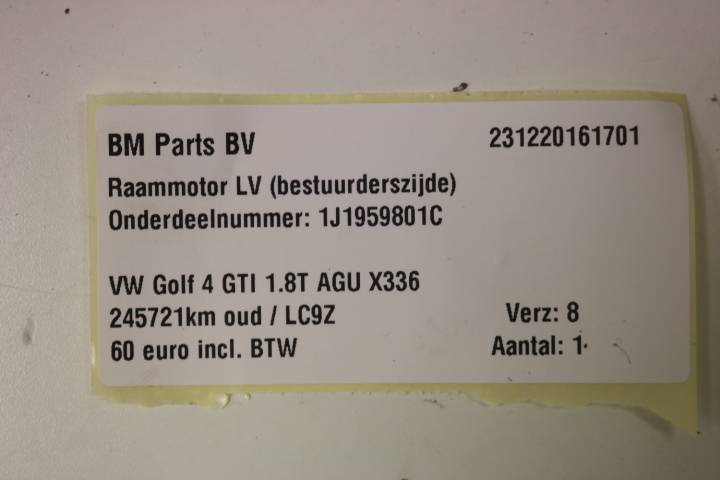 BM Parts BV 231220161701
Raammotor LV (bestuurderszijde)
Onderdeelnummer: 1J1959801C
VW Golf 4 GTI 1.8T AGU X336
245721km oud / LC9Z Verz: 8
60 euro incl. BTW Aantal: 1